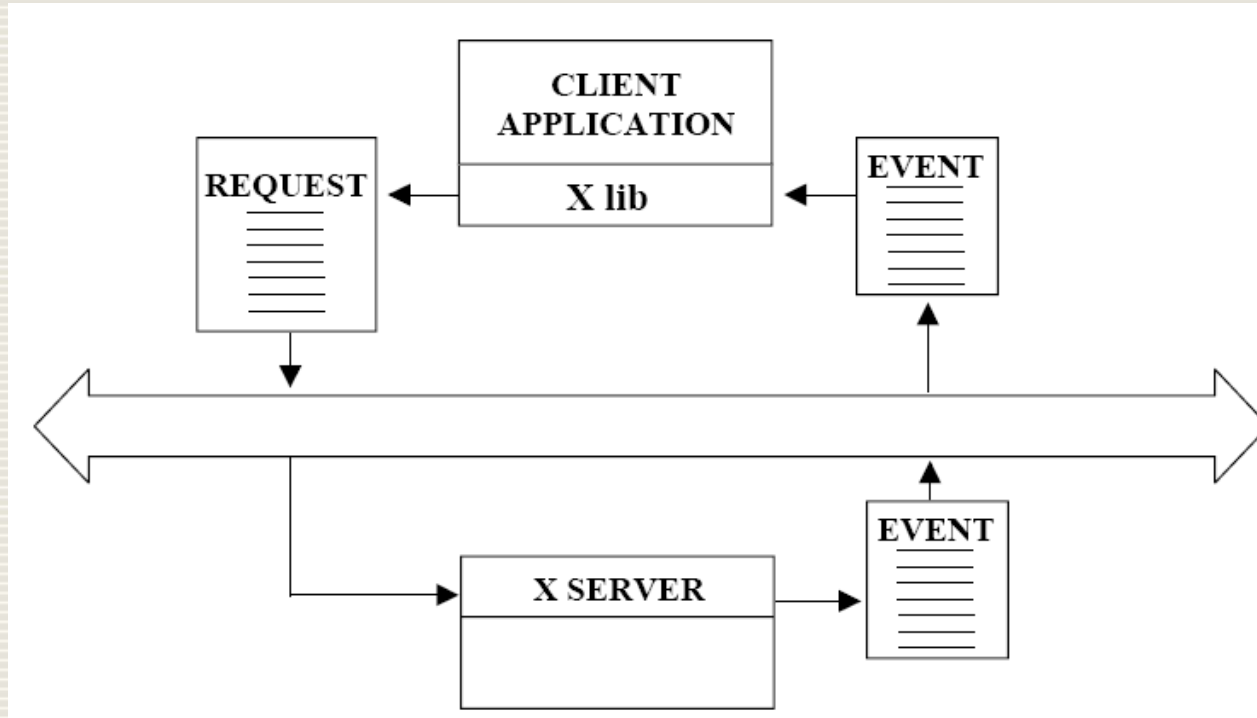 CLIENT
APPLICATION
X lib
REQUEST
EVENT
X SERVER
EVENT